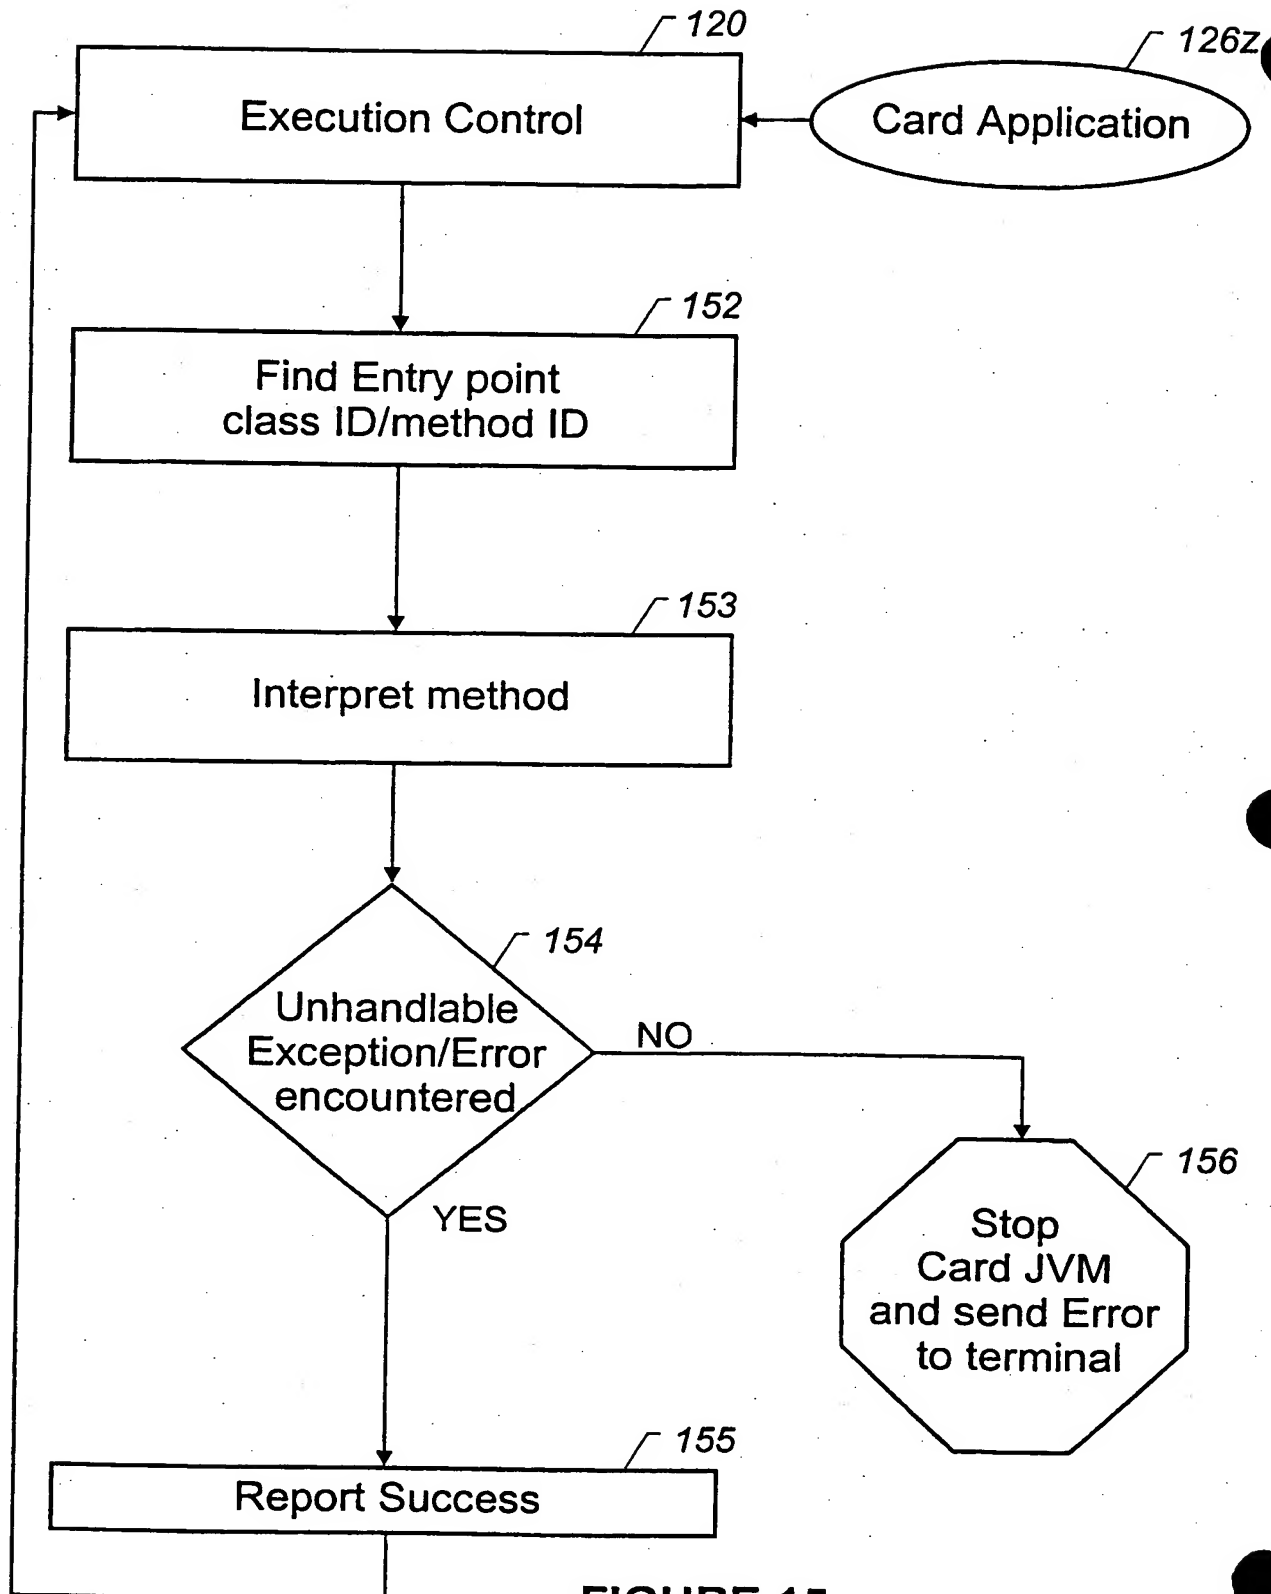 120
126z
Execution Control
Card Application
152
Find Entry point
class ID/method ID
153
Interpret method
154
Unhandlable
Exception/Error
encountered
NO
YES
156
Stop
Card JVM
and send Error
to terminal
155
Report Success